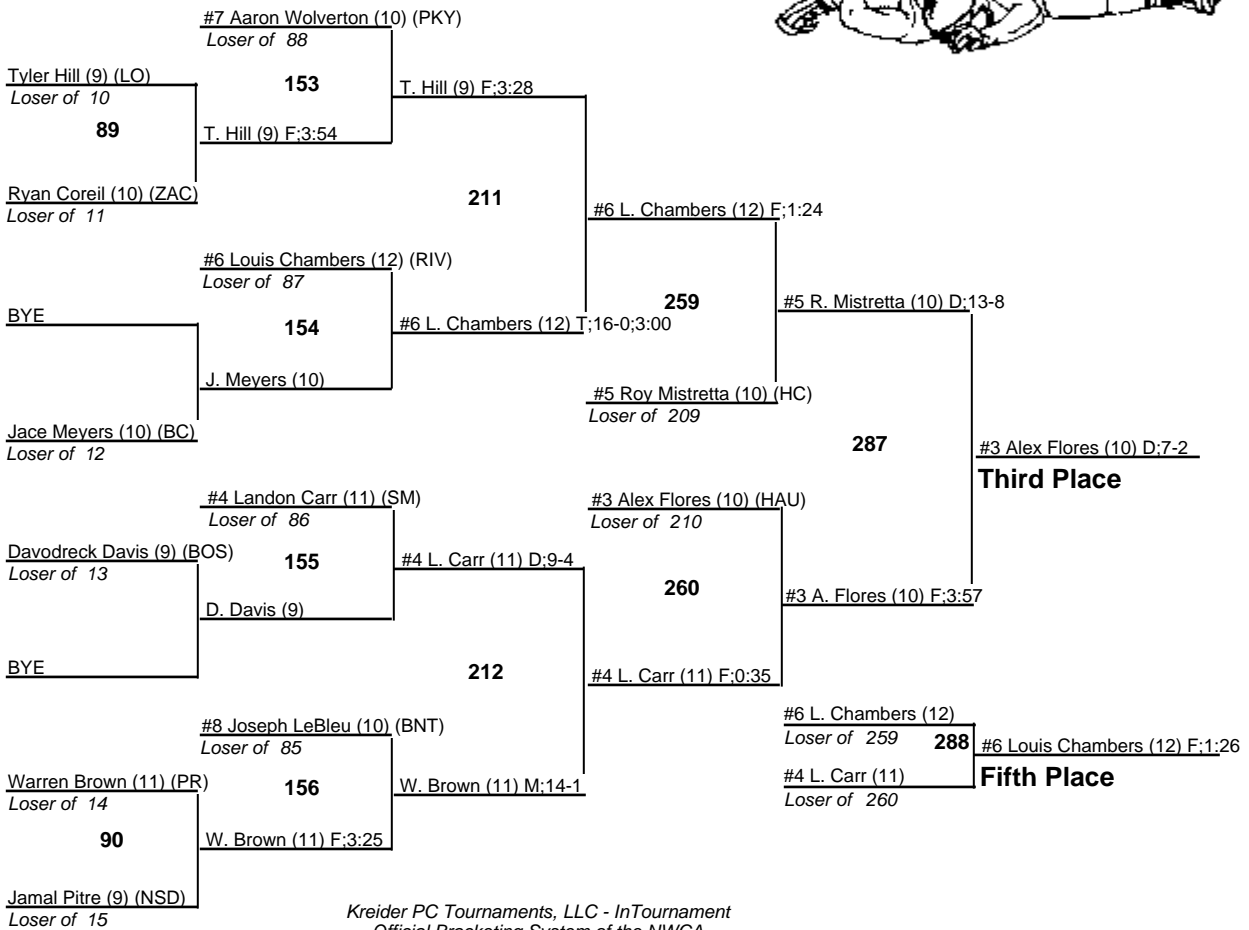 #7 Aaron Wolverton (10) (PKY)
Loser of 88
Tyler Hill (9) (LO)
Loser of 10
153
T. Hill (9) F;3:28
89
T. Hill (9) F;3:54
Ryan Coreil (10) (ZAC)
Loser of 11
211
#6 L. Chambers (12) F;1:24
#6 Louis Chambers (12) (RIV)
Loser of 87
BYE
154
#6 L. Chambers (12) T;16-0;3:00
259
#5 R. Mistretta (10) D;13-8
J. Meyers (10)
#5 Roy Mistretta (10) (HC)
Loser of 209
Jace Meyers (10) (BC)
Loser of 12
287
#3 Alex Flores (10) D;7-2
Third Place
#4 Landon Carr (11) (SM)
Loser of 86
#3 Alex Flores (10) (HAU)
Loser of 210
Davodreck Davis (9) (BOS)
Loser of 13
155
#4 L. Carr (11) D;9-4
260
#3 A. Flores (10) F;3:57
D. Davis (9)
BYE
212
#4 L. Carr (11) F;0:35
#8 Joseph LeBleu (10) (BNT)
Loser of 85
#6 L. Chambers (12)
Loser of 259
288
#6 Louis Chambers (12) F;1:26
Fifth Place
#4 L. Carr (11)
Loser of 260
Warren Brown (11) (PR)
Loser of 14
156
W. Brown (11) M;14-1
90
W. Brown (11) F;3:25
Jamal Pitre (9) (NSD)
Loser of 15
Kreider PC Tournaments, LLC - InTournament
Official Bracketing System of the NWCA